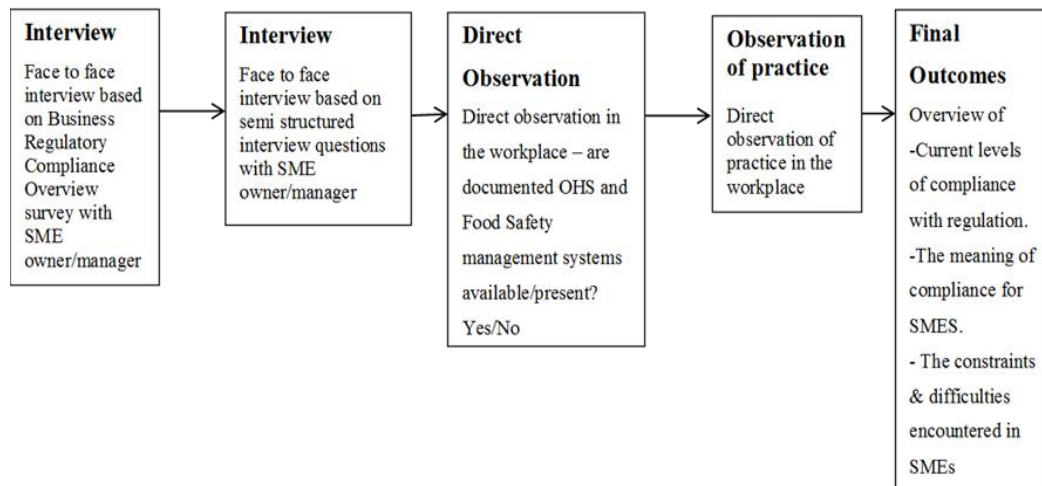 Interview
Face to face
interview based
on Business
Regulatory
Compliance
Overview
survey with
SME
owner/manager
Interview
Face to face
interview based on
semi structured
interview questions
with SME
owner/manager
Direct
Observation
Direct observation in
the workplace – are
documented OHS and
Food Safety
management systems
available/present?
Yes/No
Observation
of practice
Direct
observation of
practice in the
workplace
Final
Outcomes
Overview of
-Current levels
of compliance
with regulation.
-The meaning of
compliance for
SMES.
- The constraints
& difficulties
encountered in
SMEs